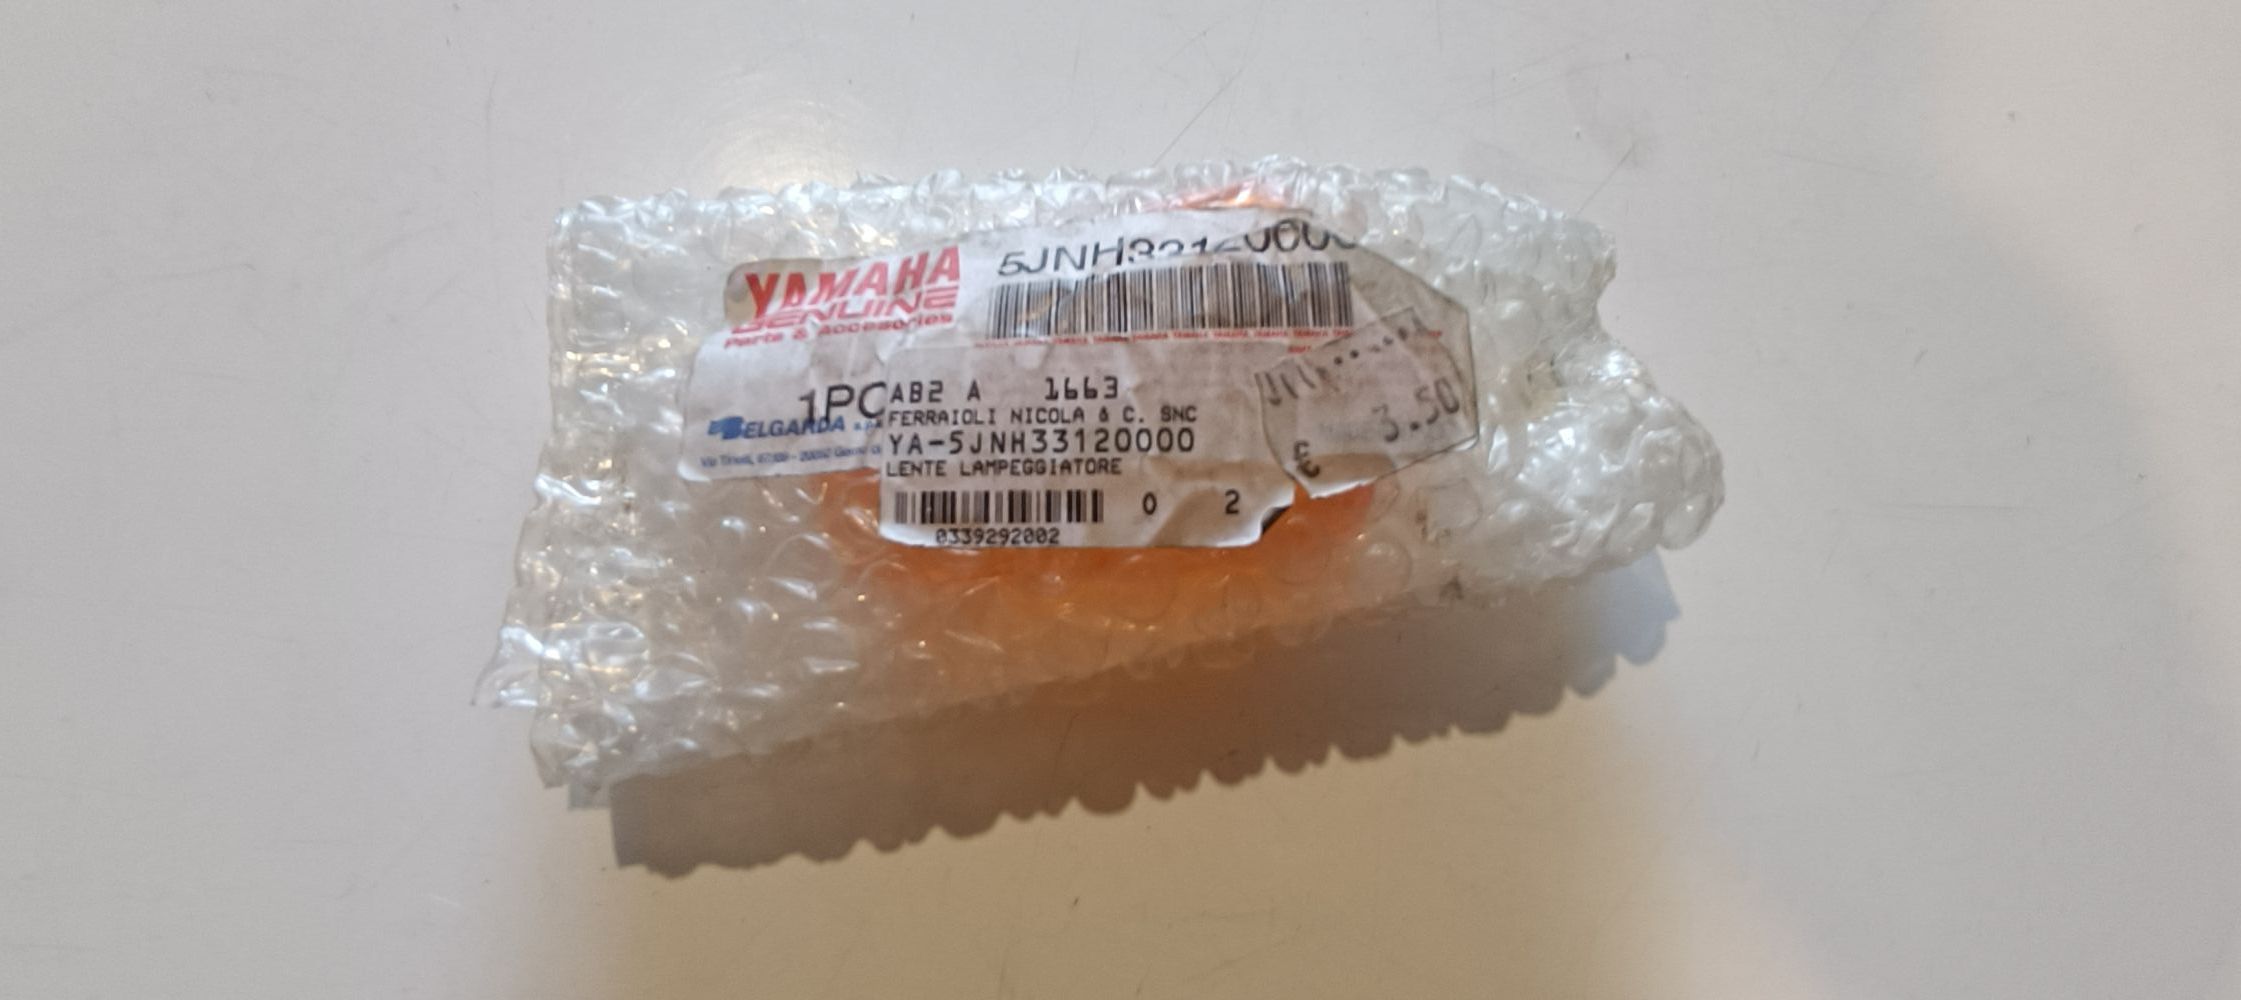 YAMAHA
GENUINE
Parts & Accessories
5JNH33120000
1PC
BELGARDA S.P.A
AB2 A 1663
FERRAIOLI NICOLA & C. SNC
YA-5JNH33120000
LENTE LAMPEGGIATORE
0 2
0339292002
€ 3.50